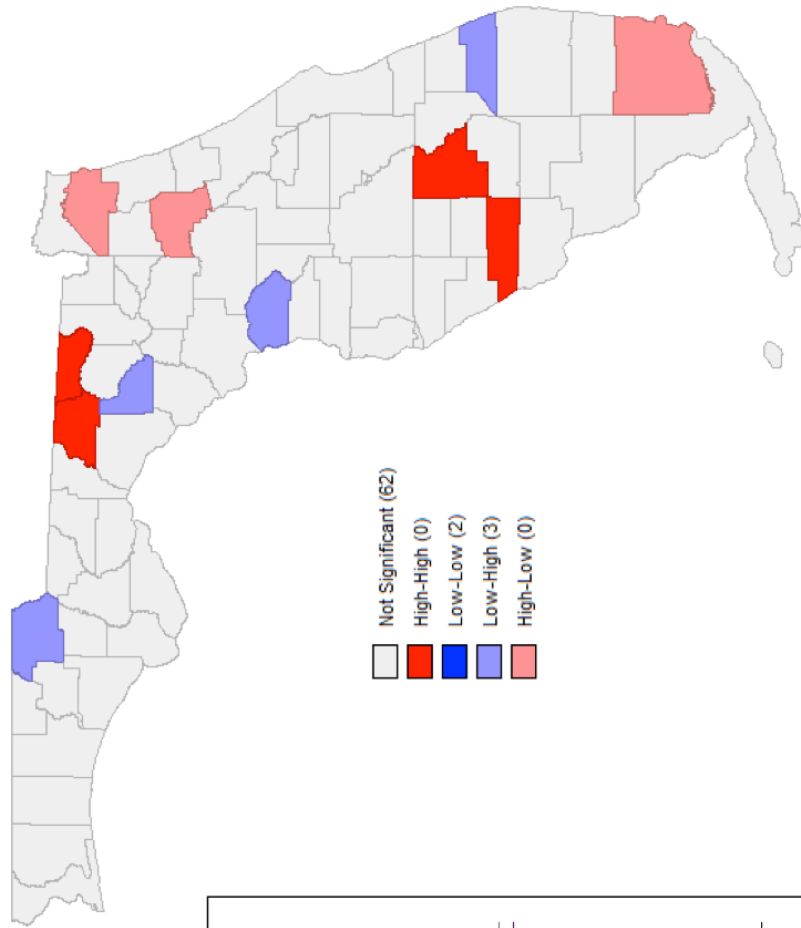 Not Significant (62)
High-High (0)
Low-Low (2)
Low-High (3)
High-Low (0)